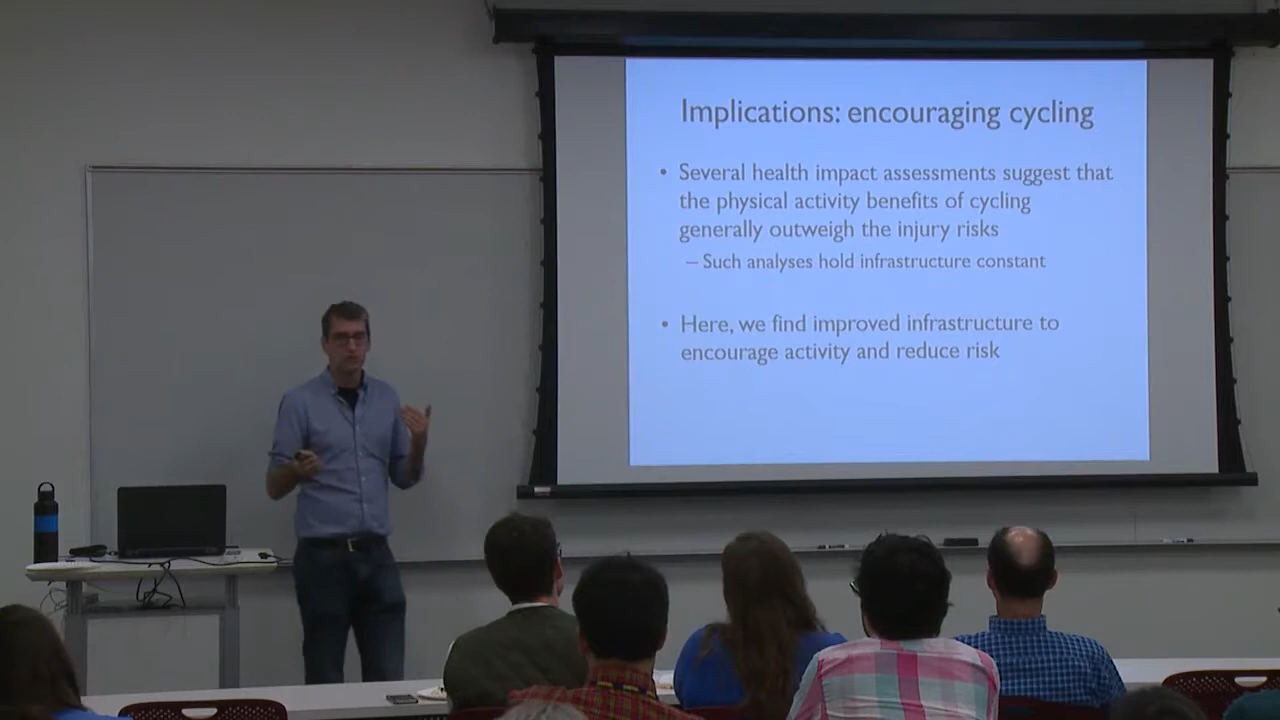 Implications: encouraging cycling
• Several health impact assessments suggest that
the physical activity benefits of cycling
generally outweigh the injury risks
– Such analyses hold infrastructure constant
• Here, we find improved infrastructure to
encourage activity and reduce risk